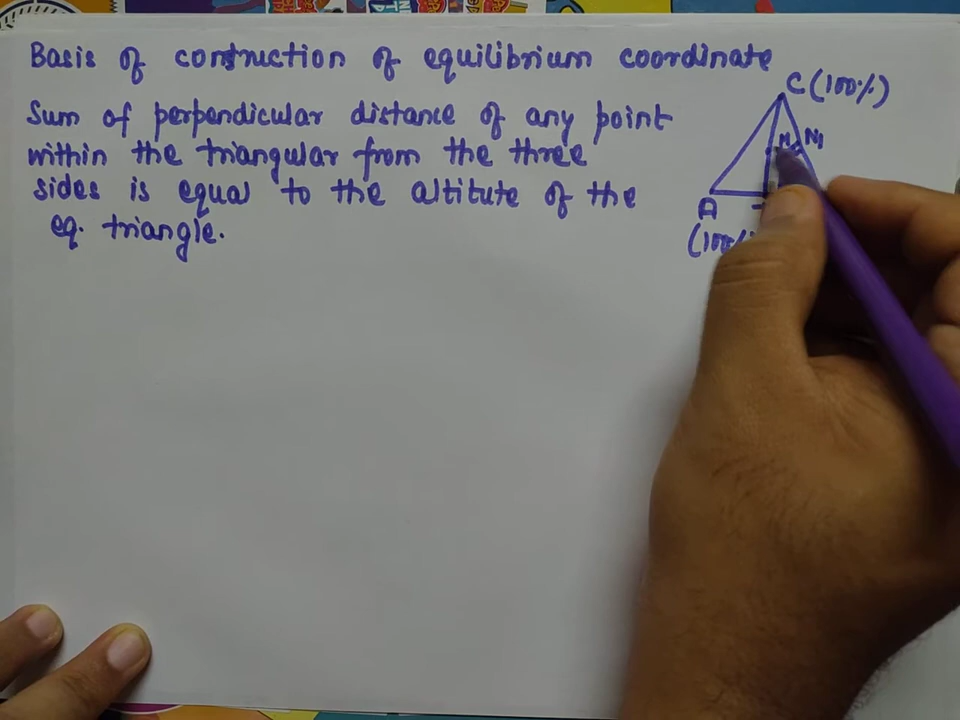 Basis of construction of equilibrium coordinate
Sum of perpendicular distance of any point
within the triangular from the three
sides is equal to the altitute of the
eq. triangle.
C (100%)
N N1
A